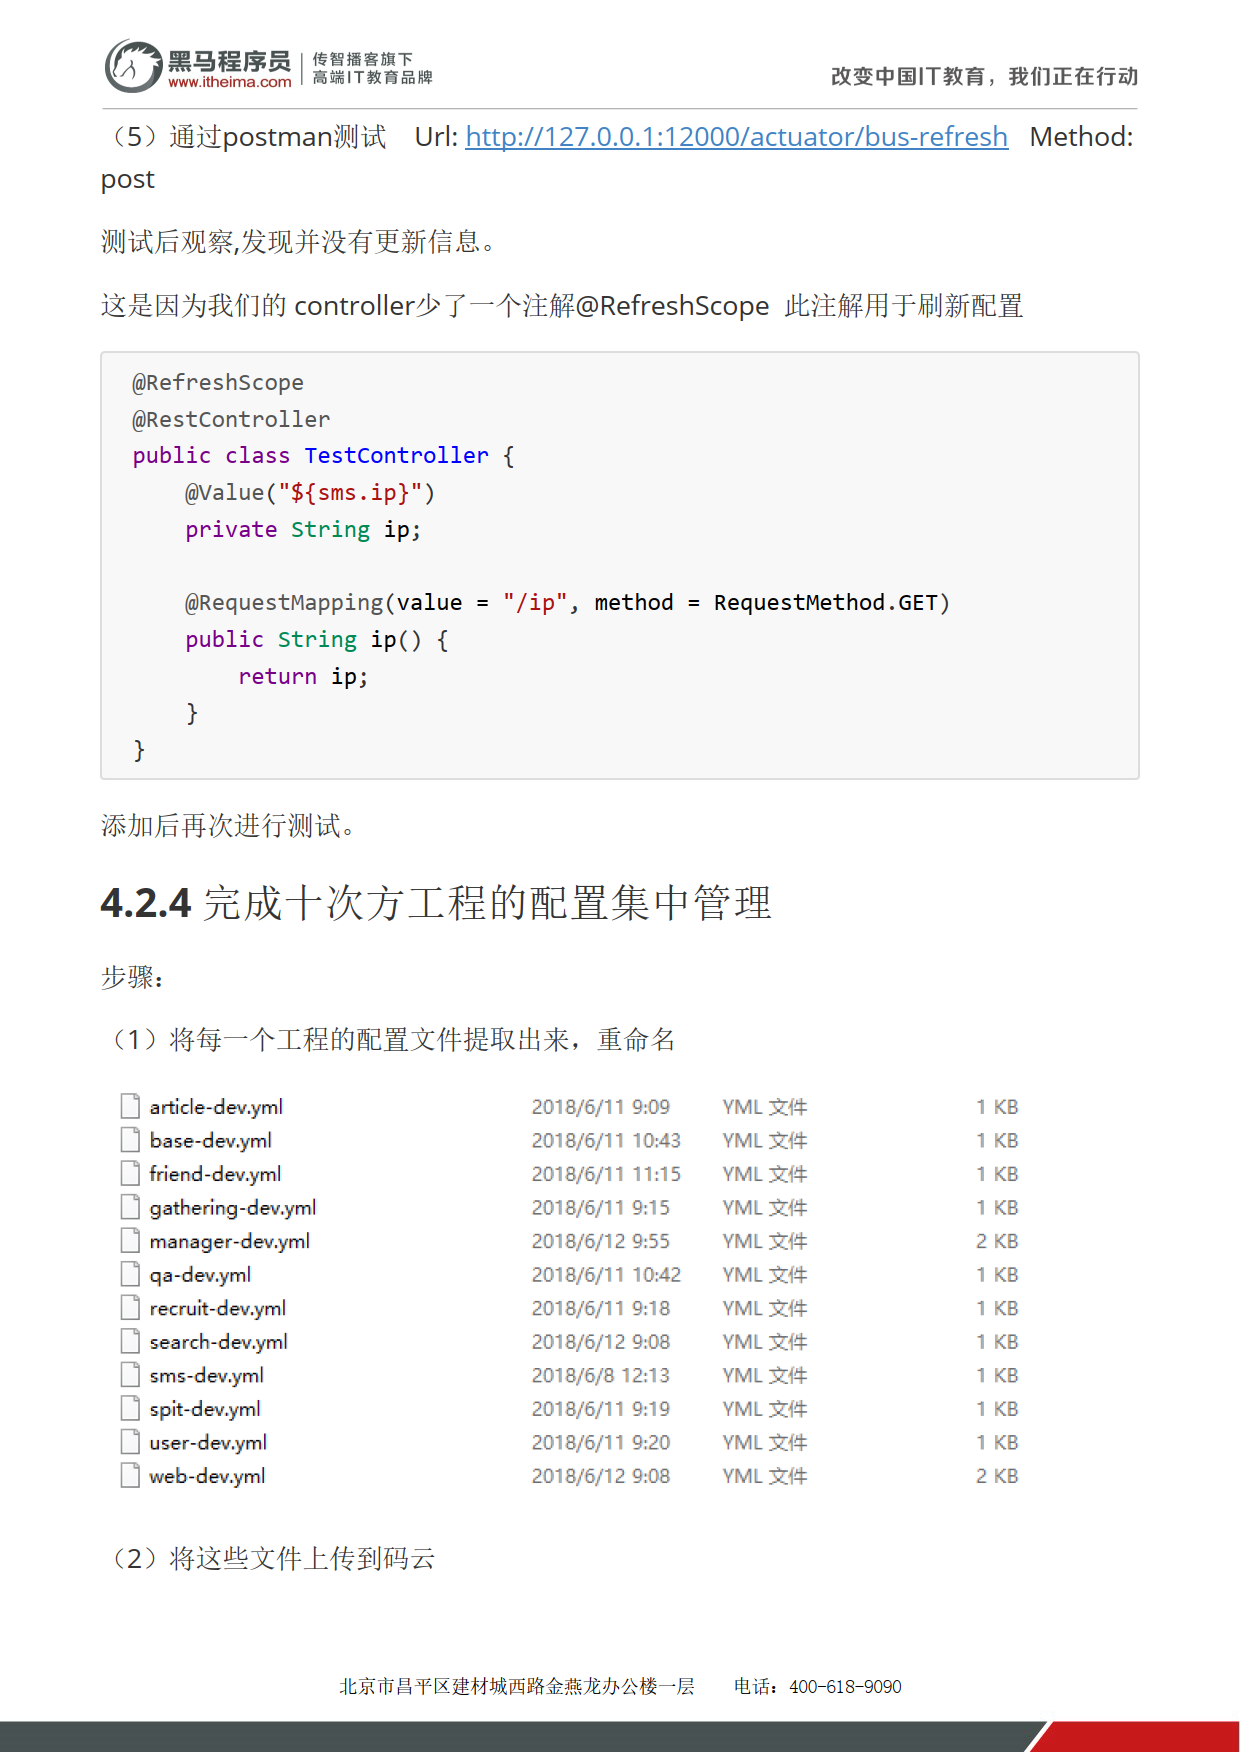 黑马程序员 传智播客旗下
www.itheima.com 高端IT教育品牌
改变中国IT教育，我们正在行动
（5）通过postman测试 Url: http://127.0.0.1:12000/actuator/bus-refresh Method:
post
测试后观察,发现并没有更新信息。
这是因为我们的 controller少了一个注解@RefreshScope 此注解用于刷新配置
@RefreshScope
@RestController
public class TestController {
    @Value("${sms.ip}")
    private String ip;
    @RequestMapping(value = "/ip", method = RequestMethod.GET)
    public String ip() {
        return ip;
    }
}
添加后再次进行测试。
4.2.4 完成十次方工程的配置集中管理
步骤：
（1）将每一个工程的配置文件提取出来，重命名
article-dev.yml 2018/6/11 9:09 YML 文件 1 KB
base-dev.yml 2018/6/11 10:43 YML 文件 1 KB
friend-dev.yml 2018/6/11 11:15 YML 文件 1 KB
gathering-dev.yml 2018/6/11 9:15 YML 文件 1 KB
manager-dev.yml 2018/6/12 9:55 YML 文件 2 KB
qa-dev.yml 2018/6/11 10:42 YML 文件 1 KB
recruit-dev.yml 2018/6/11 9:18 YML 文件 1 KB
search-dev.yml 2018/6/12 9:08 YML 文件 1 KB
sms-dev.yml 2018/6/8 12:13 YML 文件 1 KB
spit-dev.yml 2018/6/11 9:19 YML 文件 1 KB
user-dev.yml 2018/6/11 9:20 YML 文件 1 KB
web-dev.yml 2018/6/12 9:08 YML 文件 2 KB
（2）将这些文件上传到码云
北京市昌平区建材城西路金燕龙办公楼一层 电话：400-618-9090